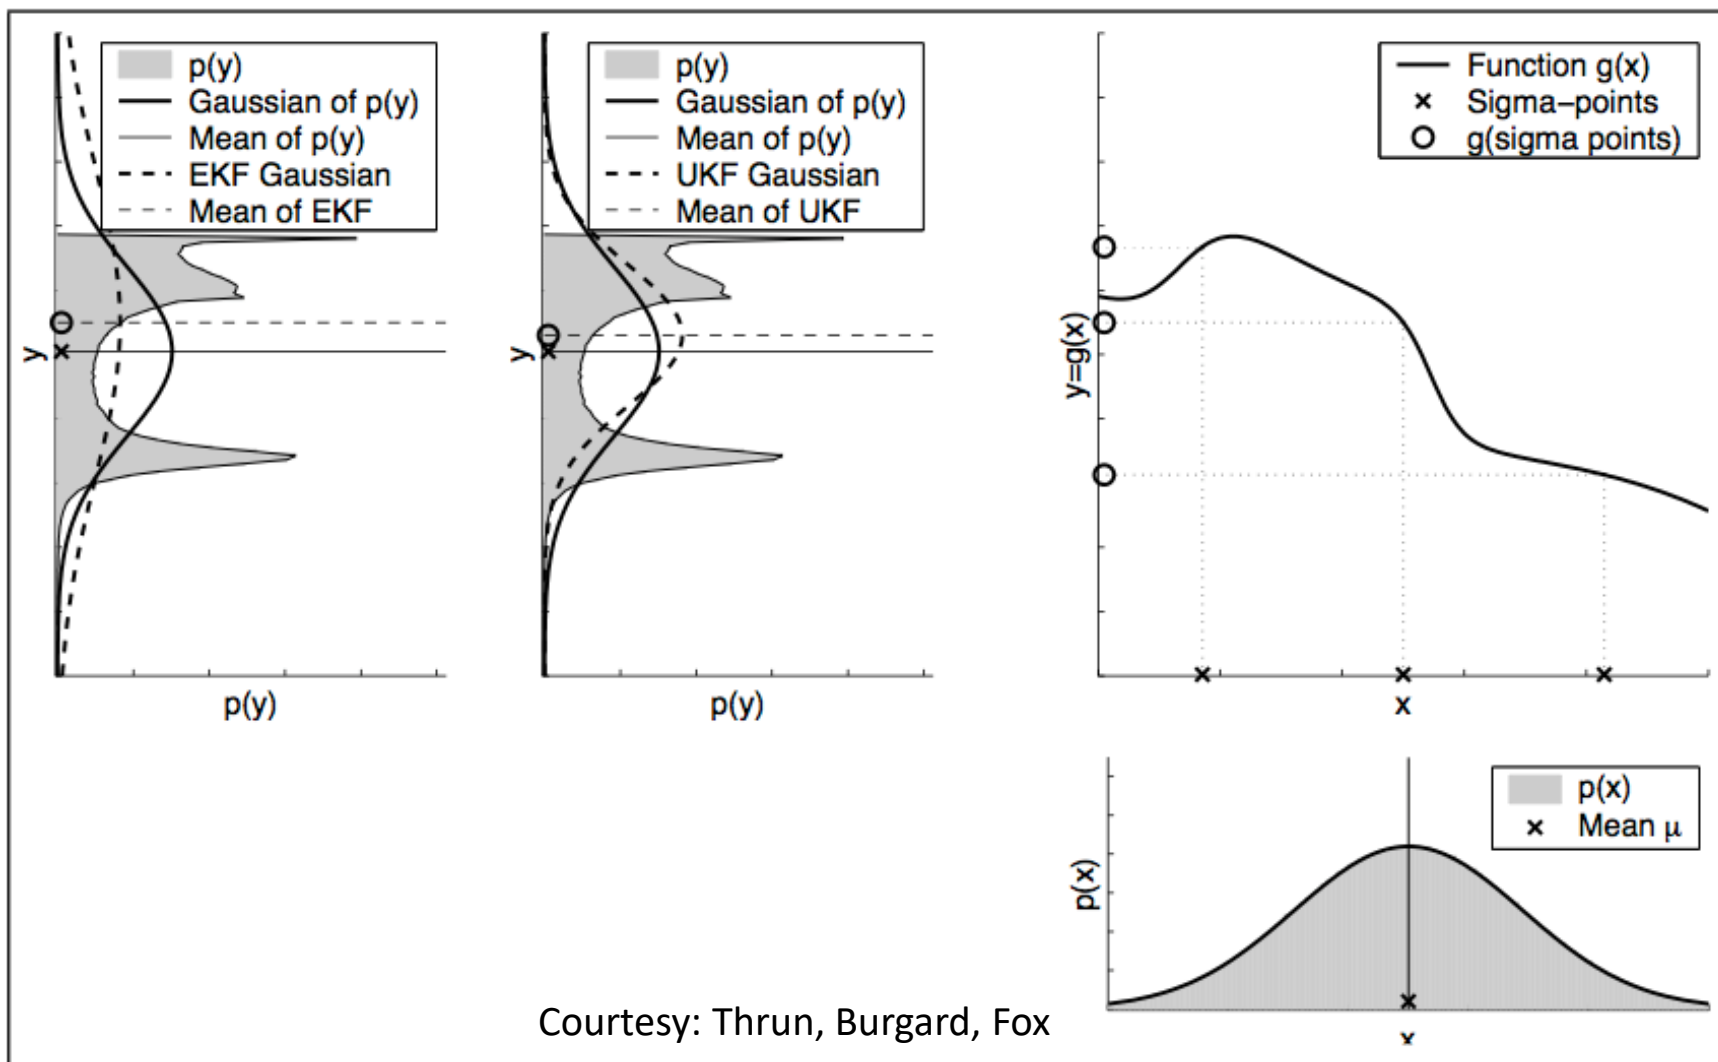 p(y)
Gaussian of p(y)
Mean of p(y)
EKF Gaussian
Mean of EKF
y
p(y)
p(y)
Gaussian of p(y)
Mean of p(y)
UKF Gaussian
Mean of UKF
y
p(y)
Function g(x)
Sigma-points
g(sigma points)
y=g(x)
x
p(x)
Mean μ
p(x)
x
Courtesy: Thrun, Burgard, Fox